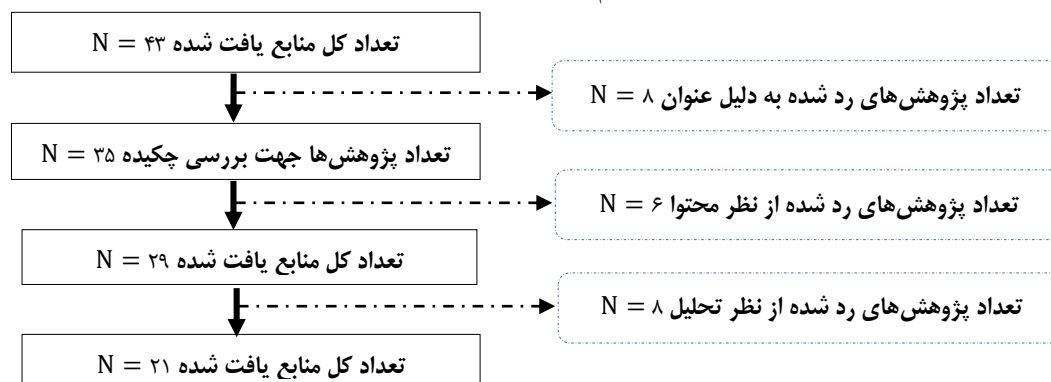 تعداد کل منابع یافت شده N = ۴۳
تعداد پژوهش‌های رد شده به دلیل عنوان N = ۸
تعداد پژوهش‌ها جهت بررسی چکیده N = ۳۵
تعداد پژوهش‌های رد شده از نظر محتوا N = ۶
تعداد کل منابع یافت شده N = ۲۹
تعداد پژوهش‌های رد شده از نظر تحلیل N = ۸
تعداد کل منابع یافت شده N = ۲۱